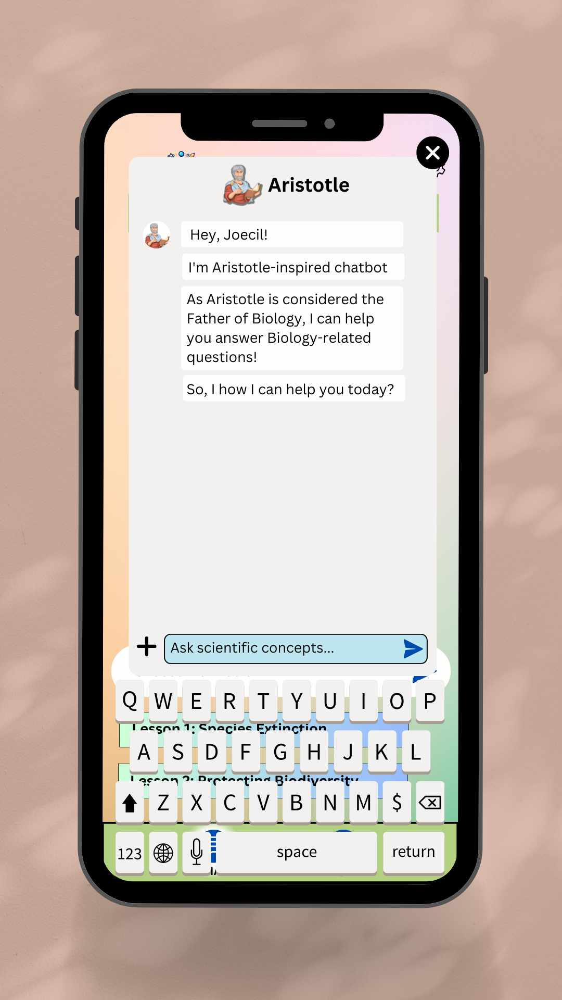 Aristotle
Hey, Joecil!
I'm Aristotle-inspired chatbot
As Aristotle is considered the
Father of Biology, I can help
you answer Biology-related
questions!
So, I how I can help you today?
Ask scientific concepts...
Q W E R T Y U I O P
Lesson 1: Species Extinction
A S D F G H J K L
Lesson 2: Protecting Biodiversity
Z X C V B N M $
123 space return